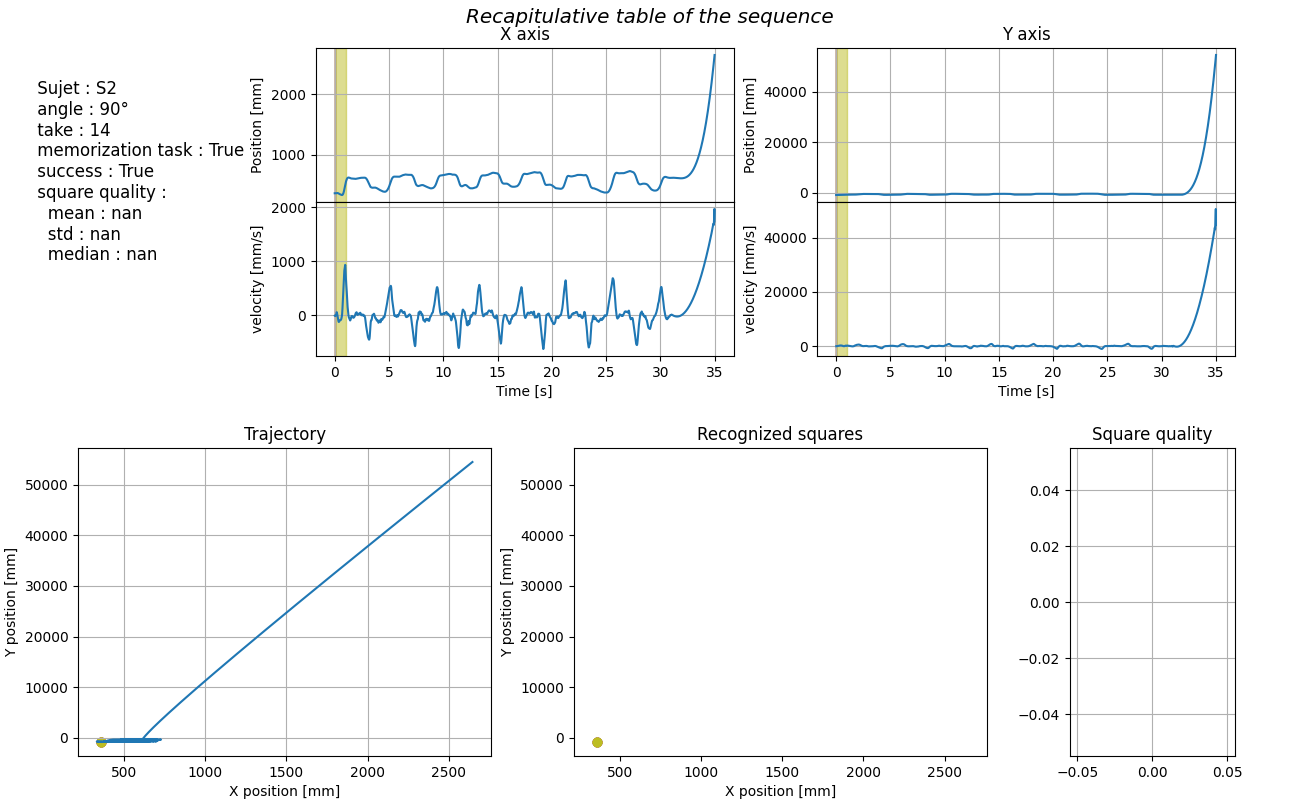 Recapitulative table of the sequence
Sujet : S2
angle : 90°
take : 14
memorization task : True
success : True
square quality :
mean : nan
std : nan
median : nan
X axis
Position [mm]
2000
1000
velocity [mm/s]
2000
1000
0
0 5 10 15 20 25 30 35
Time [s]
Y axis
Position [mm]
40000
20000
0
velocity [mm/s]
40000
20000
0
0 5 10 15 20 25 30 35
Time [s]
Trajectory
Y position [mm]
50000
40000
30000
20000
10000
0
500 1000 1500 2000 2500
X position [mm]
Recognized squares
Y position [mm]
50000
40000
30000
20000
10000
0
500 1000 1500 2000 2500
X position [mm]
Square quality
0.04
0.02
0.00
−0.02
−0.04
−0.05 0.00 0.05